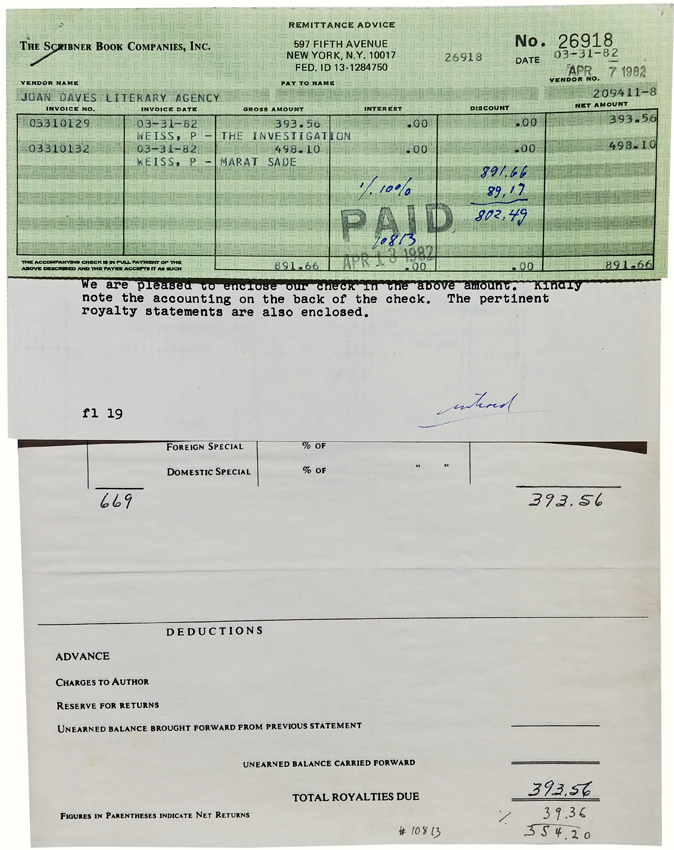 REMITTANCE ADVICE
THE SCRIBNER BOOK COMPANIES, INC.
597 FIFTH AVENUE
NEW YORK, N.Y. 10017
FED. ID 13-1284750
26918
No. 26918
DATE 03-31-82
APR 7 1982
VENDOR NAME PAY TO NAME VENDOR NO.
JOAN DAVES LITERARY AGENCY 209411-8
INVOICE NO. INVOICE DATE GROSS AMOUNT INTEREST DISCOUNT NET AMOUNT
03310129 03-31-82 393.56 .00 .00 393.56
WEISS, P - THE INVESTIGATION
03310132 03-31-82 498.10 .00 .00 498.10
WEISS, P - MARAT SADE
891.66
1/. 10% 89,17
802.49
PAID
10813
APR 13 1982
THE ACCOMPANYING CHECK IS IN FULL PAYMENT OF THE
ABOVE DESCRIBED AND THE PAYEE ACCEPTS IT AS SUCH
891.66 .00 .00 891.66
We are pleased to enclose our check in the above amount. Kindly
note the accounting on the back of the check. The pertinent
royalty statements are also enclosed.
fl 19
entered
FOREIGN SPECIAL % OF
DOMESTIC SPECIAL % OF " "
669 393.56
DEDUCTIONS
ADVANCE
CHARGES TO AUTHOR
RESERVE FOR RETURNS
UNEARNED BALANCE BROUGHT FORWARD FROM PREVIOUS STATEMENT
UNEARNED BALANCE CARRIED FORWARD
TOTAL ROYALTIES DUE 393.56
FIGURES IN PARENTHESES INDICATE NET RETURNS
1/. 39.36
#10813 354.20